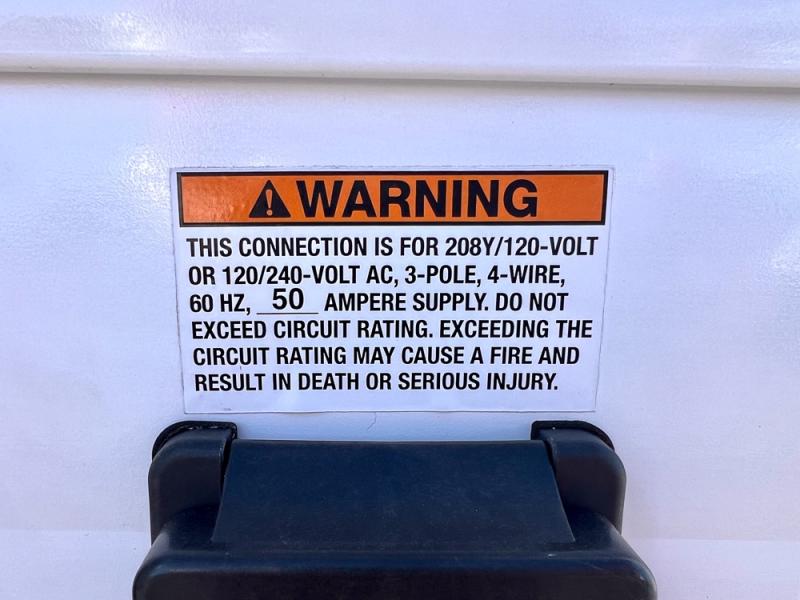 WARNING
THIS CONNECTION IS FOR 208Y/120-VOLT
OR 120/240-VOLT AC, 3-POLE, 4-WIRE,
60 HZ, 50 AMPERE SUPPLY. DO NOT
EXCEED CIRCUIT RATING. EXCEEDING THE
CIRCUIT RATING MAY CAUSE A FIRE AND
RESULT IN DEATH OR SERIOUS INJURY.